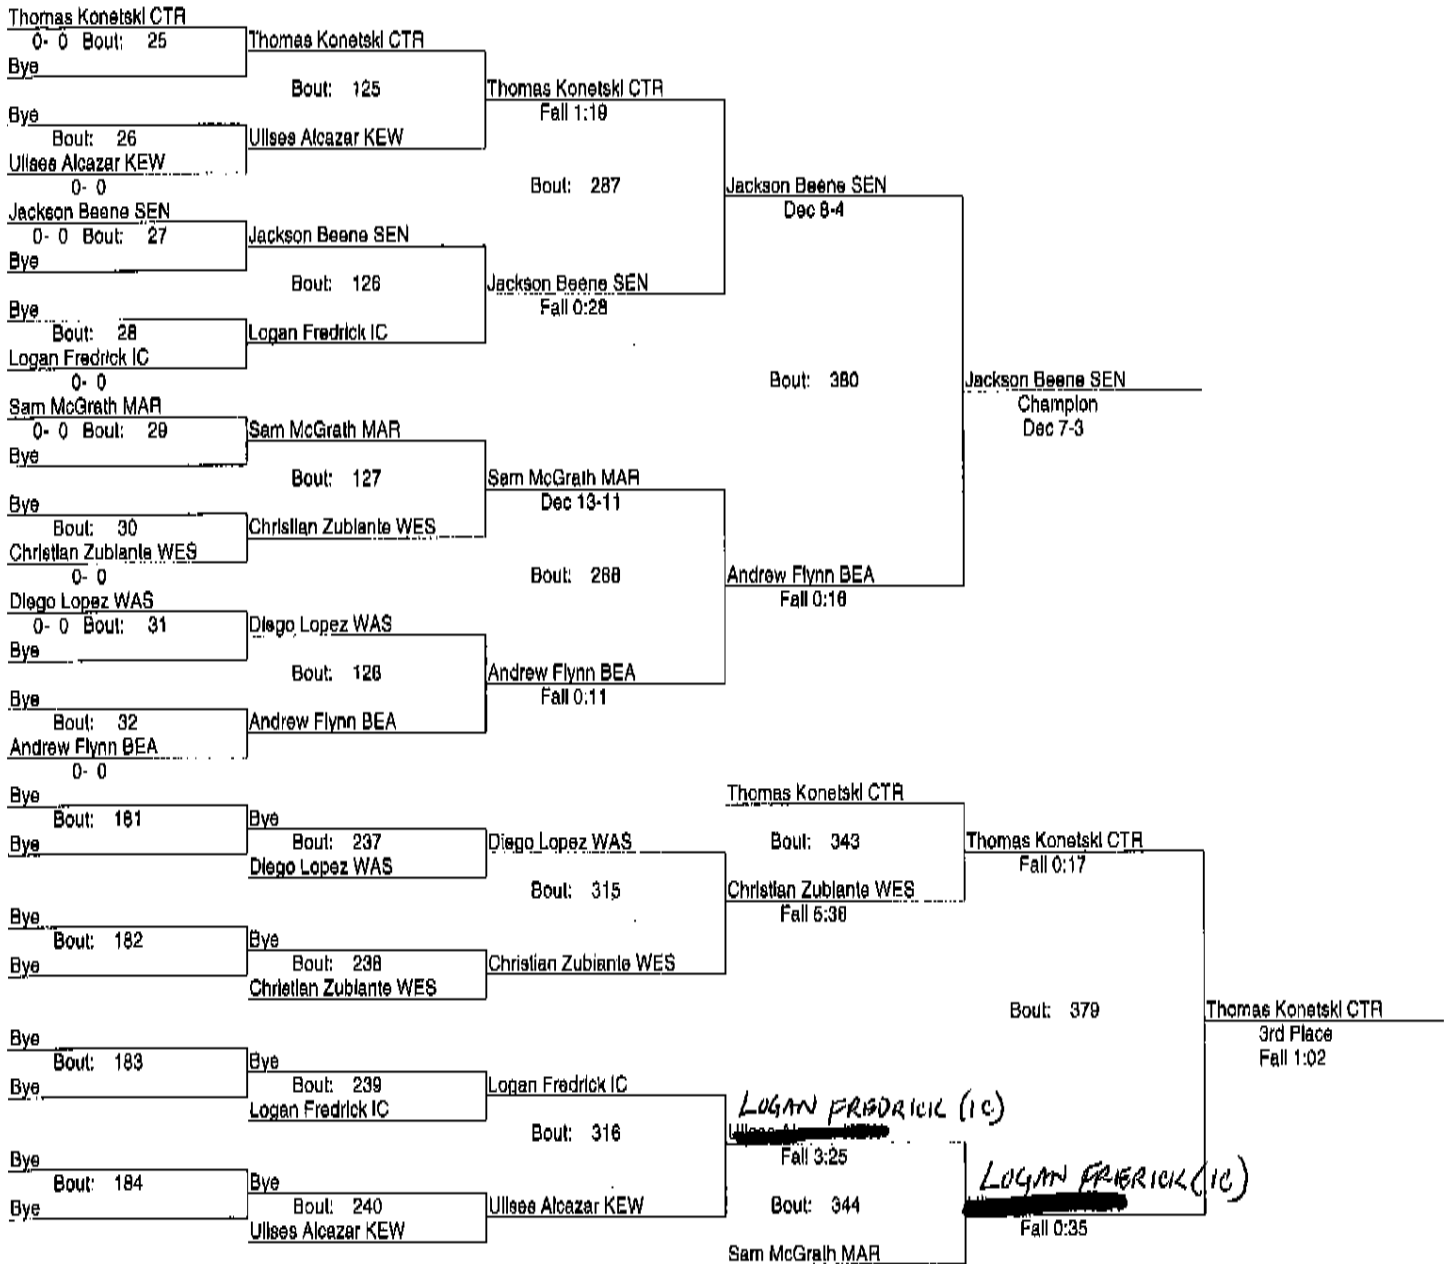 Thomas Konetski CTR
0- 0 Bout: 25
Bye
Thomas Konetski CTR
Bout: 125
Bye
Bout: 26
Ulises Alcazar KEW
0- 0
Ulises Alcazar KEW
Thomas Konetski CTR
Fall 1:19
Bout: 287
Jackson Beene SEN
0- 0 Bout: 27
Bye
Jackson Beene SEN
Bout: 126
Bye
Bout: 28
Logan Fredrick IC
0- 0
Logan Fredrick IC
Jackson Beene SEN
Fall 0:28
Jackson Beene SEN
Dec 8-4
Bout: 380
Sam McGrath MAR
0- 0 Bout: 29
Bye
Sam McGrath MAR
Bout: 127
Bye
Bout: 30
Christian Zubiante WES
0- 0
Christian Zubiante WES
Sam McGrath MAR
Dec 13-11
Bout: 288
Diego Lopez WAS
0- 0 Bout: 31
Bye
Diego Lopez WAS
Bout: 128
Bye
Bout: 32
Andrew Flynn BEA
0- 0
Andrew Flynn BEA
Andrew Flynn BEA
Fall 0:11
Andrew Flynn BEA
Fall 0:16
Jackson Beene SEN
Champion
Dec 7-3
Bye
Bout: 181
Bye
Bye
Bout: 237
Diego Lopez WAS
Diego Lopez WAS
Bout: 315
Bye
Bout: 182
Bye
Bye
Bout: 238
Christian Zubiante WES
Christian Zubiante WES
Thomas Konetski CTR
Bout: 343
Christian Zubiante WES
Fall 5:38
Thomas Konetski CTR
Fall 0:17
Bout: 379
Bye
Bout: 183
Bye
Bye
Bout: 239
Logan Fredrick IC
Logan Fredrick IC
Bout: 316
Bye
Bout: 184
Bye
Bye
Bout: 240
Ulises Alcazar KEW
Ulises Alcazar KEW
LOGAN FREDRICK (IC)
Fall 3:25
Bout: 344
Sam McGrath MAR
LOGAN FRERICK (IC)
Fall 0:35
Thomas Konetski CTR
3rd Place
Fall 1:02